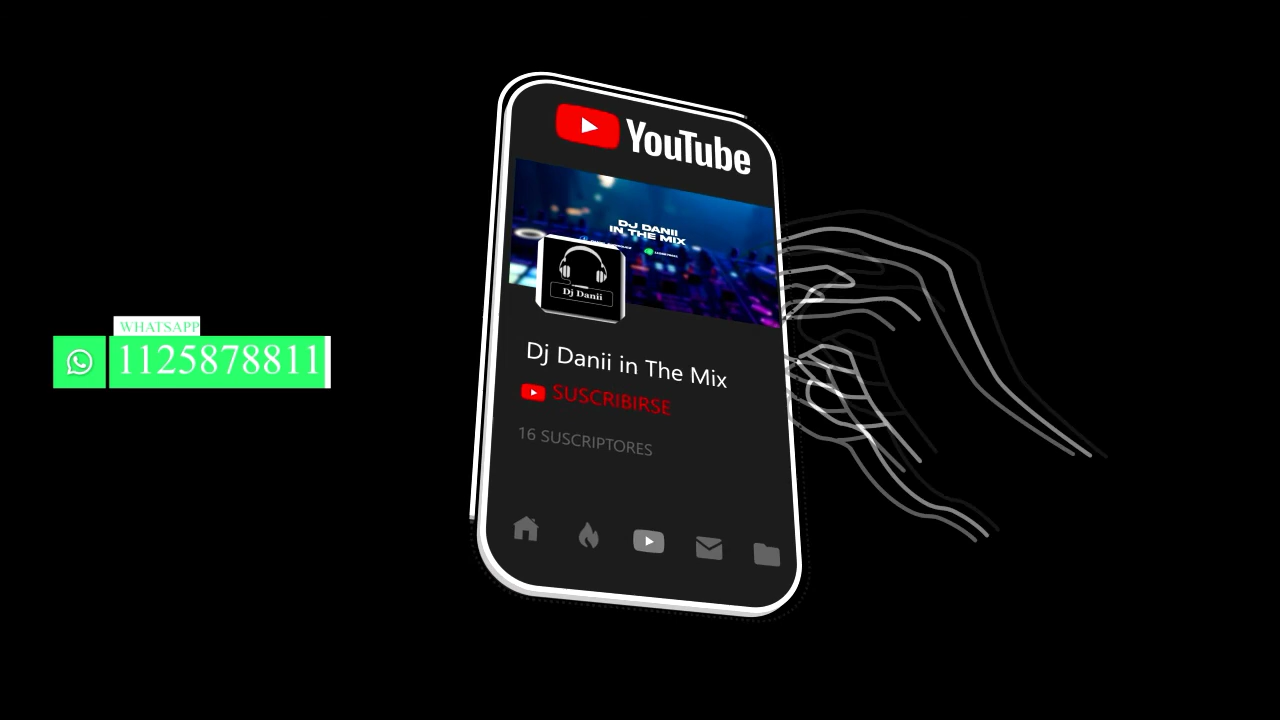 YouTube
DJ DANII
IN THE MIX
Dj Danii
WHATSAPP
1125878811
Dj Danii in The Mix
SUSCRIBIRSE
16 SUSCRIPTORES